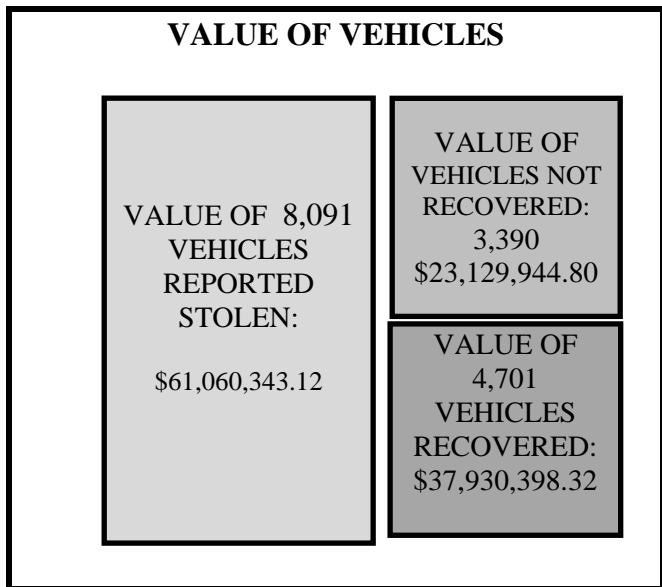 VALUE OF VEHICLES
VALUE OF 8,091
VEHICLES
REPORTED
STOLEN:
$61,060,343.12
VALUE OF
VEHICLES NOT
RECOVERED:
3,390
$23,129,944.80
VALUE OF
4,701
VEHICLES
RECOVERED:
$37,930,398.32